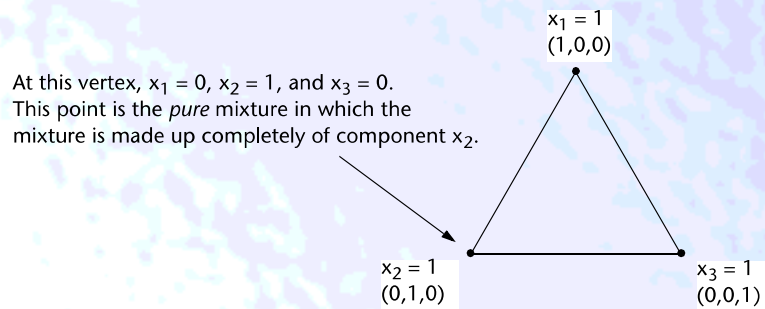 x₁ = 1
(1,0,0)
At this vertex, x₁ = 0, x₂ = 1, and x₃ = 0.
This point is the pure mixture in which the
mixture is made up completely of component x₂.
x₂ = 1
(0,1,0)
x₃ = 1
(0,0,1)